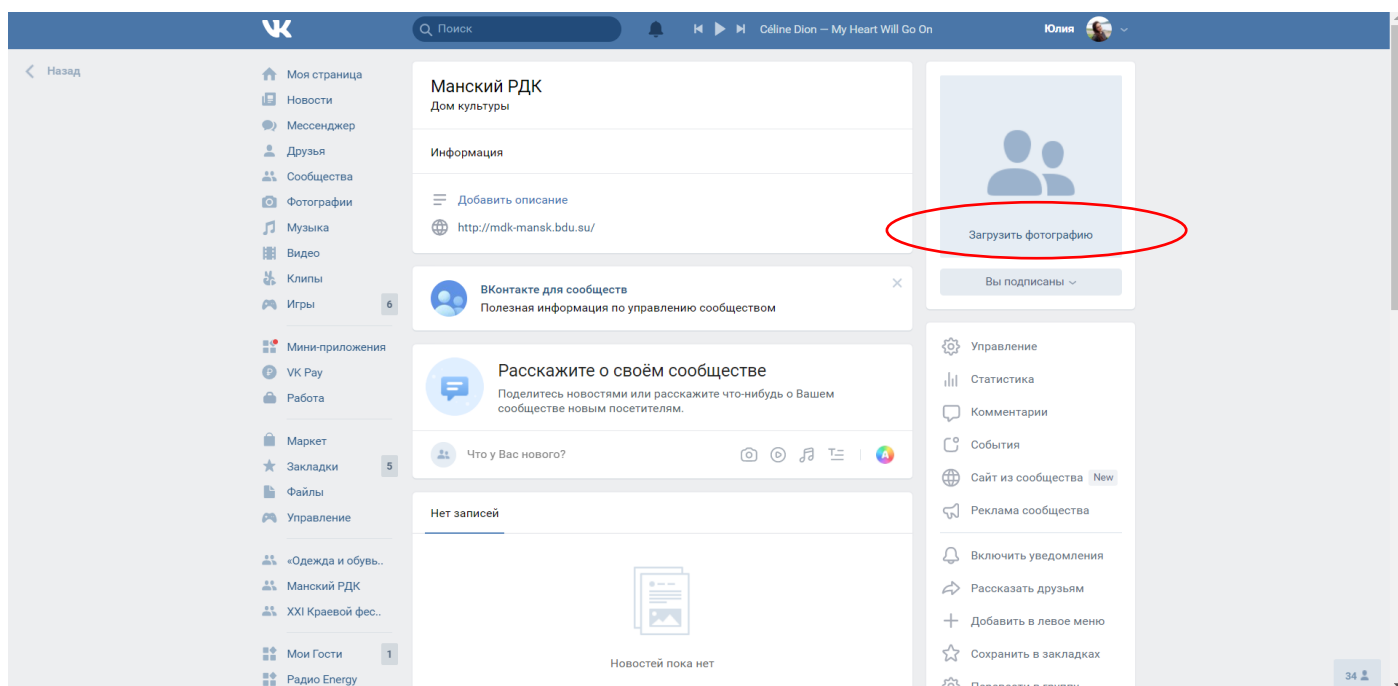 Поиск
Céline Dion — My Heart Will Go On
Юлия
Назад
Моя страница
Новости
Мессенджер
Друзья
Сообщества
Фотографии
Музыка
Видео
Клипы
Игры 6
Мини-приложения
VK Pay
Работа
Маркет
Закладки 5
Файлы
Управление
«Одежда и обувь..
Манский РДК
XXI Краевой фес..
Мои Гости 1
Радио Energy
Манский РДК
Дом культуры
Информация
Добавить описание
http://mdk-mansk.bdu.su/
ВКонтакте для сообществ
Полезная информация по управлению сообществом
Расскажите о своём сообществе
Поделитесь новостями или расскажите что-нибудь о Вашем
сообществе новым посетителям.
Что у Вас нового?
Нет записей
Новостей пока нет
Загрузить фотографию
Вы подписаны
Управление
Статистика
Комментарии
События
Сайт из сообщества New
Реклама сообщества
Включить уведомления
Рассказать друзьям
Добавить в левое меню
Сохранить в закладках
Перевести в группу
34